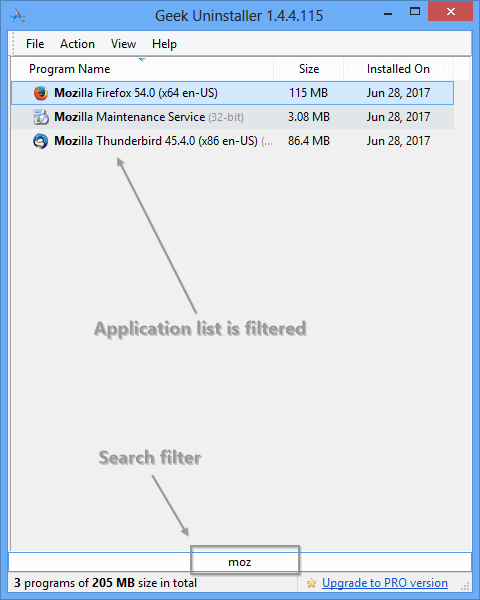 Geek Uninstaller 1.4.4.115
File Action View Help
Program Name Size Installed On
Mozilla Firefox 54.0 (x64 en-US) 115 MB Jun 28, 2017
Mozilla Maintenance Service (32-bit) 3.08 MB Jun 28, 2017
Mozilla Thunderbird 45.4.0 (x86 en-US) (... 86.4 MB Jun 28, 2017
Application list is filtered
Search filter
moz
3 programs of 205 MB size in total Upgrade to PRO version